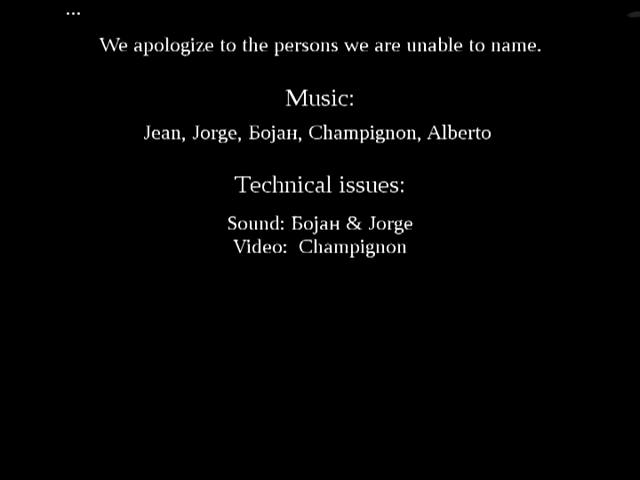 ...
We apologize to the persons we are unable to name.
Music:
Jean, Jorge, Бојан, Champignon, Alberto
Technical issues:
Sound: Бојан & Jorge
Video: Champignon